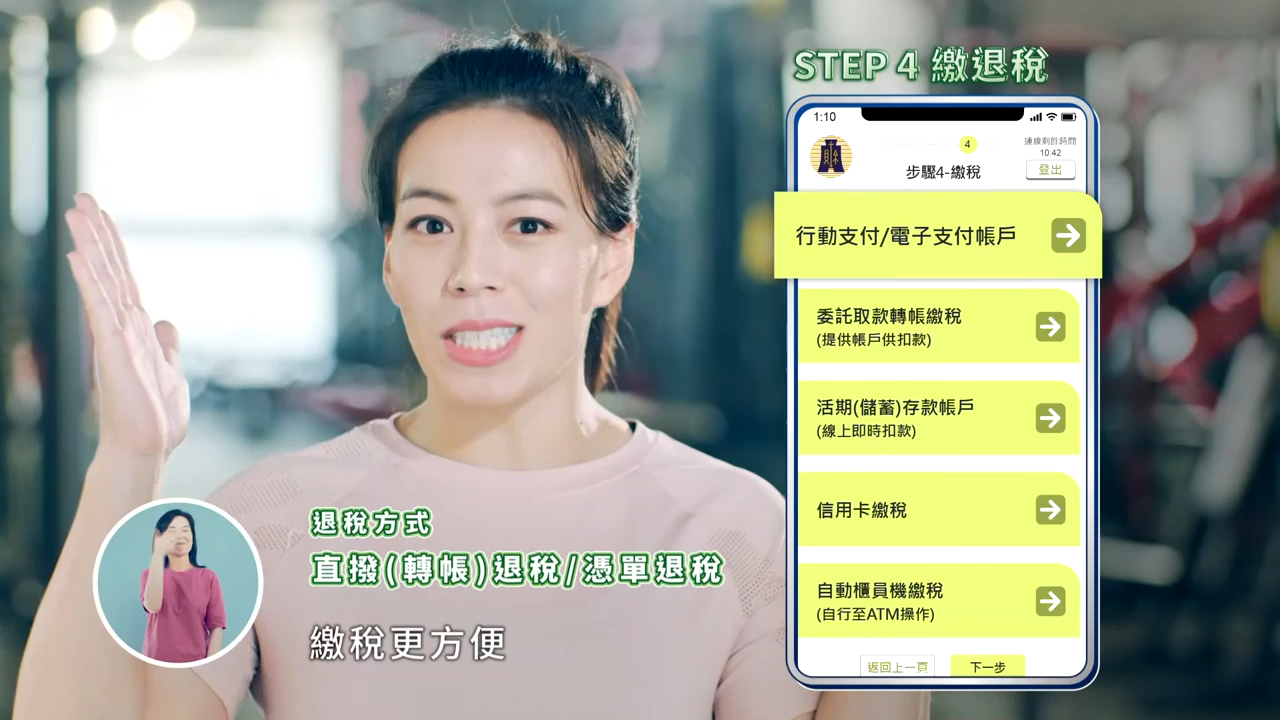 STEP 4 繳退稅
1:10
4
連線剩餘時間
10:42
步驟4-繳稅
登出
行動支付/電子支付帳戶
委託取款轉帳繳稅
(提供帳戶供扣款)
活期(儲蓄)存款帳戶
(線上即時扣款)
信用卡繳稅
自動櫃員機繳稅
(自行至ATM操作)
返回上一頁
下一步
退稅方式
直撥(轉帳)退稅/憑單退稅
繳稅更方便